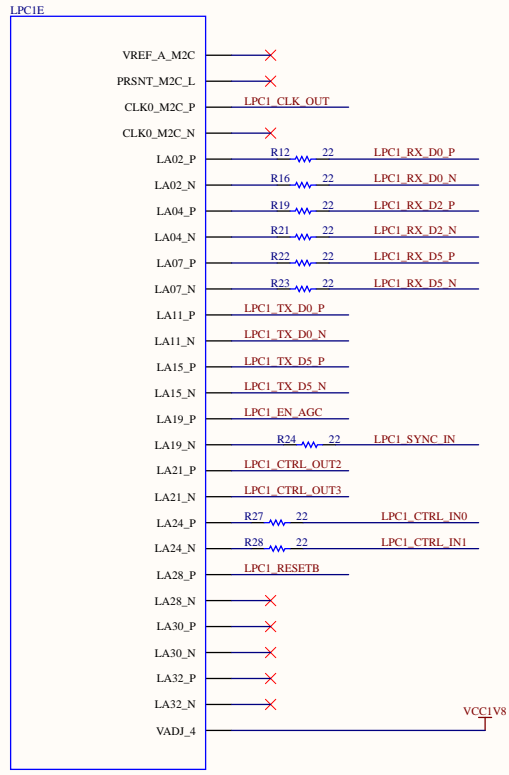 LPC1E
VREF_A_M2C
PRSNT_M2C_L
CLK0_M2C_P LPC1_CLK_OUT
CLK0_M2C_N
LA02_P R12 22 LPC1_RX_D0_P
LA02_N R16 22 LPC1_RX_D0_N
LA04_P R19 22 LPC1_RX_D2_P
LA04_N R21 22 LPC1_RX_D2_N
LA07_P R22 22 LPC1_RX_D5_P
LA07_N R23 22 LPC1_RX_D5_N
LA11_P LPC1_TX_D0_P
LA11_N LPC1_TX_D0_N
LA15_P LPC1_TX_D5_P
LA15_N LPC1_TX_D5_N
LA19_P LPC1_EN_AGC
LA19_N R24 22 LPC1_SYNC_IN
LA21_P LPC1_CTRL_OUT2
LA21_N LPC1_CTRL_OUT3
LA24_P R27 22 LPC1_CTRL_IN0
LA24_N R28 22 LPC1_CTRL_IN1
LA28_P LPC1_RESETB
LA28_N
LA30_P
LA30_N
LA32_P
LA32_N
VADJ_4 VCC1V8